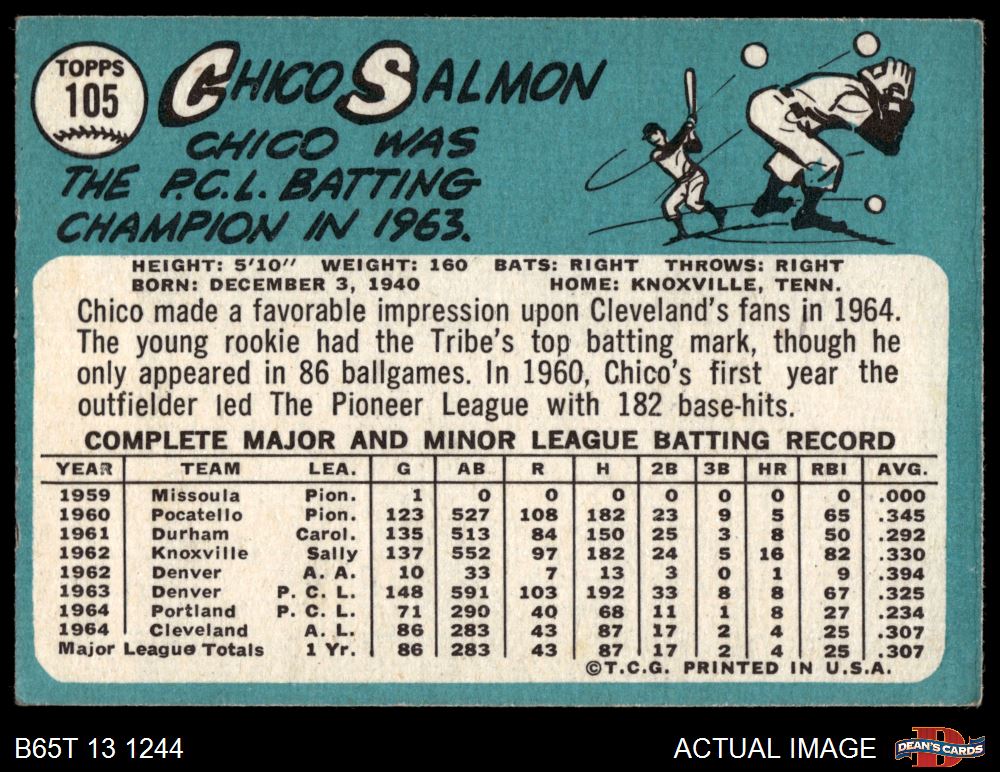 TOPPS
105
CHICO SALMON
CHICO WAS
THE P.C.L. BATTING
CHAMPION IN 1963.
HEIGHT: 5'10" WEIGHT: 160 BATS: RIGHT THROWS: RIGHT
BORN: DECEMBER 3, 1940 HOME: KNOXVILLE, TENN.
Chico made a favorable impression upon Cleveland's fans in 1964.
The young rookie had the Tribe's top batting mark, though he
only appeared in 86 ballgames. In 1960, Chico's first year the
outfielder led The Pioneer League with 182 base-hits.
COMPLETE MAJOR AND MINOR LEAGUE BATTING RECORD
YEAR TEAM LEA. G AB R H 2B 3B HR RBI AVG.
1959 Missoula Pion. 1 0 0 0 0 0 0 0 .000
1960 Pocatello Pion. 123 527 108 182 23 9 5 65 .345
1961 Durham Carol. 135 513 84 150 25 3 8 50 .292
1962 Knoxville Sally 137 552 97 182 24 5 16 82 .330
1962 Denver A. A. 10 33 7 13 3 0 1 9 .394
1963 Denver P. C. L. 148 591 103 192 33 8 8 67 .325
1964 Portland P. C. L. 71 290 40 68 11 1 8 27 .234
1964 Cleveland A. L. 86 283 43 87 17 2 4 25 .307
Major League Totals 1 Yr. 86 283 43 87 17 2 4 25 .307
©T.C.G. PRINTED IN U.S.A.
B65T 13 1244 ACTUAL IMAGE DEAN'S CARDS